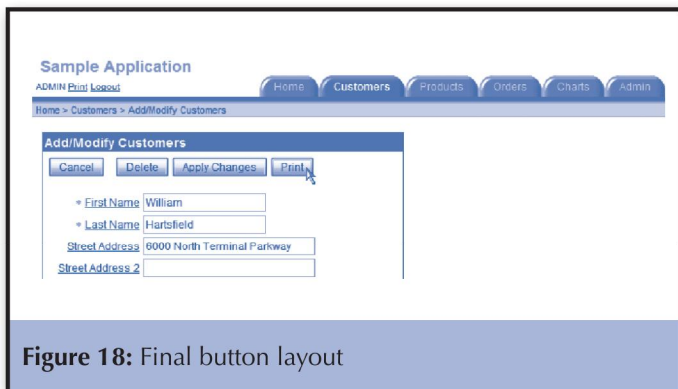 Sample Application
ADMIN Print Logout
Home Customers Products Orders Charts Admin
Home > Customers > Add/Modify Customers
Add/Modify Customers
Cancel Delete Apply Changes Print
* First Name William
* Last Name Hartsfield
Street Address 6000 North Terminal Parkway
Street Address 2
Figure 18: Final button layout